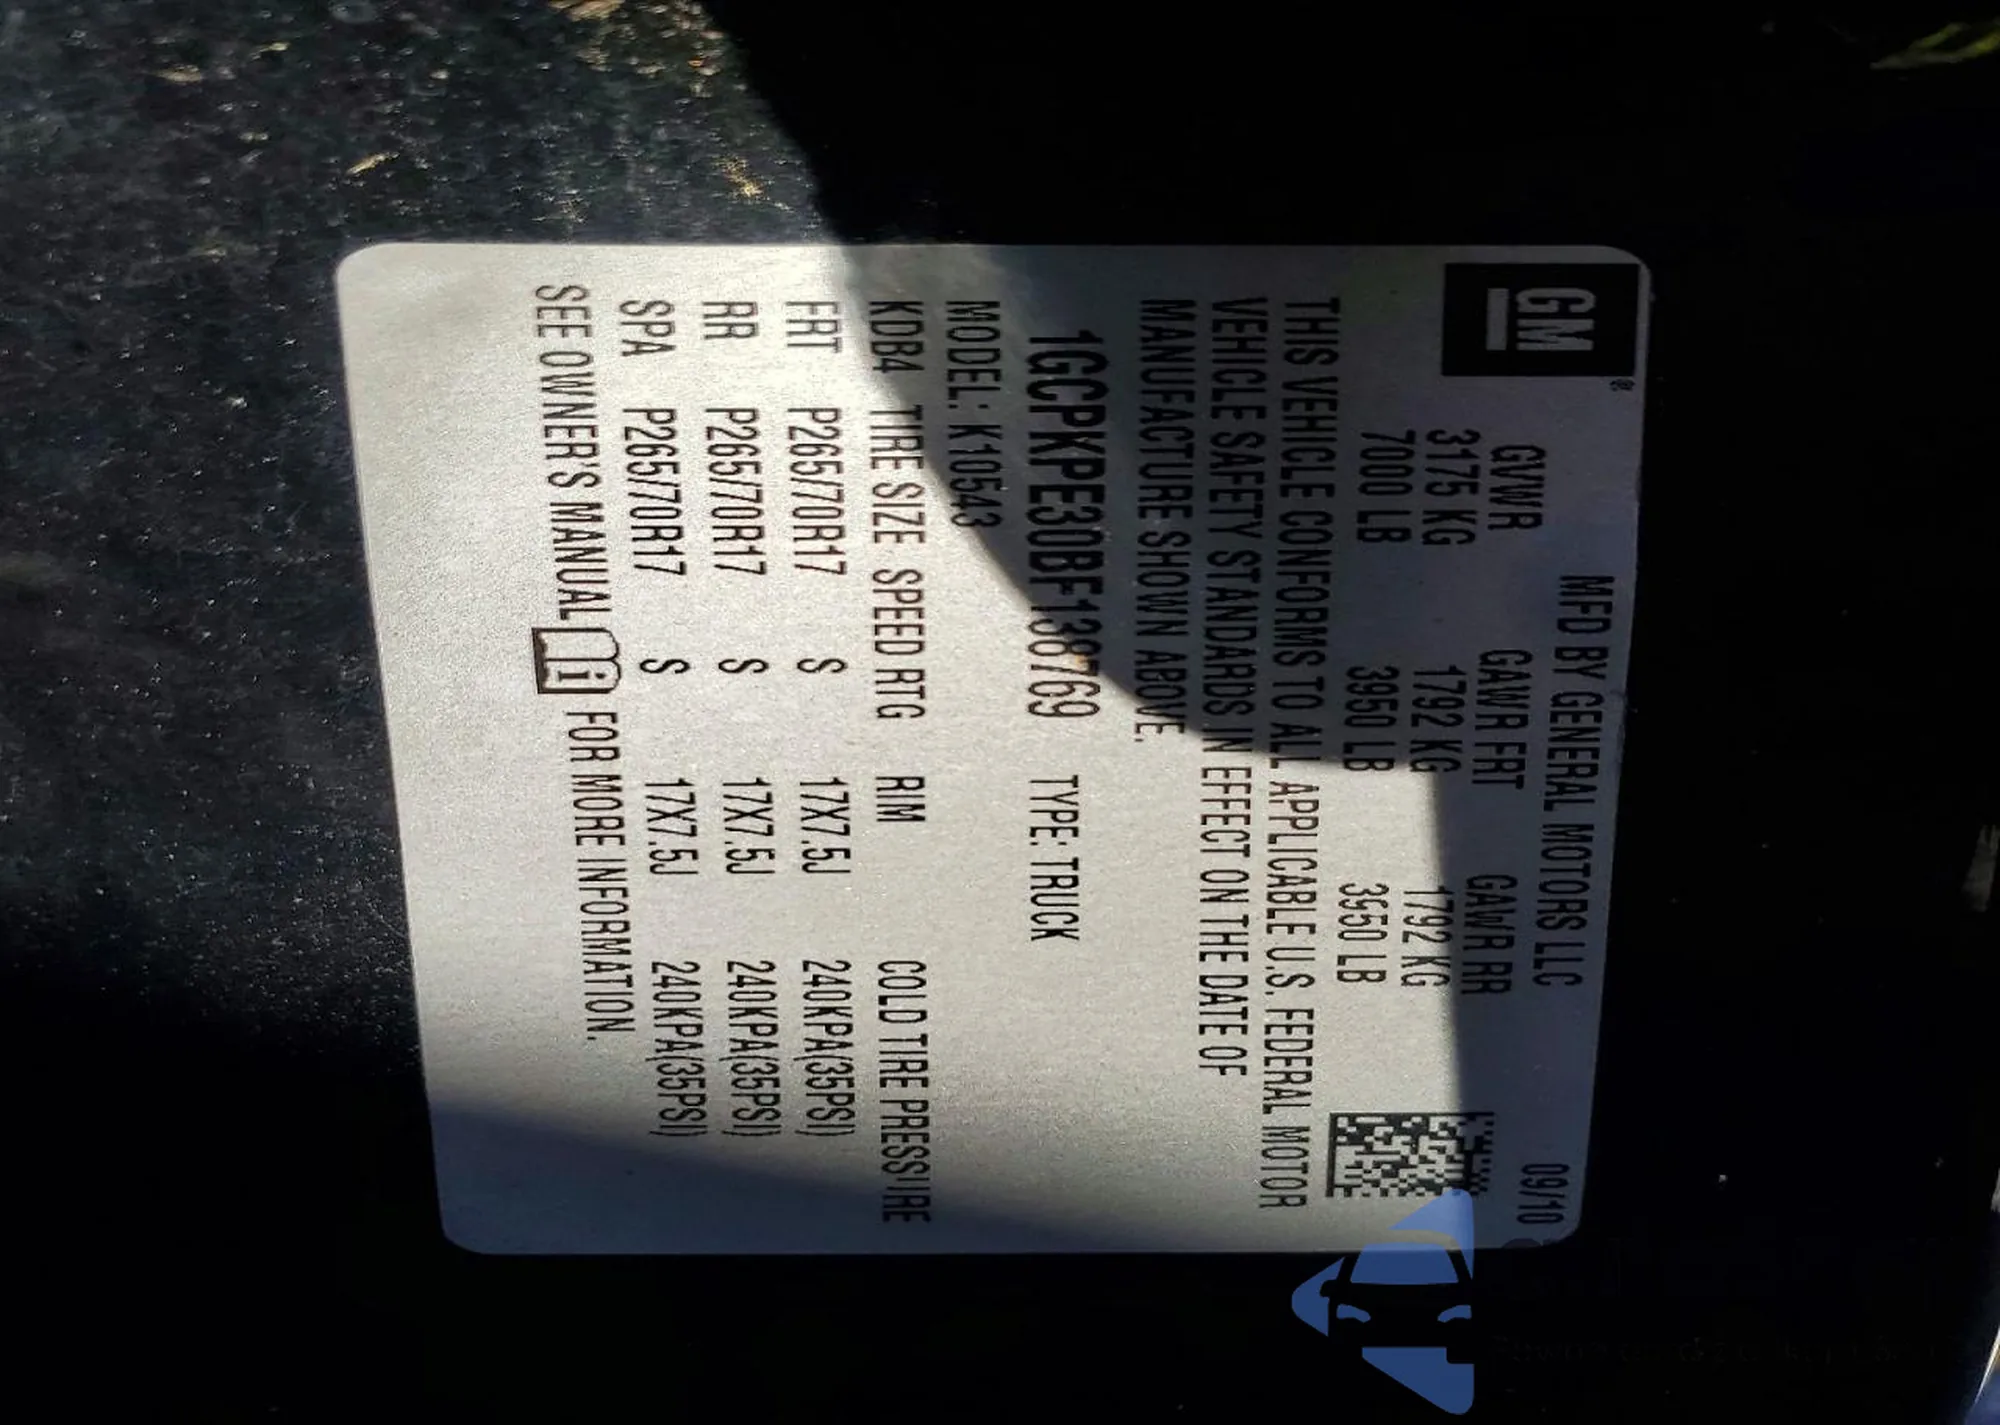 GM®
MFD BY GENERAL MOTORS LLC 09/10
GVWR GAWR FRT GAWR RR
3175 KG 1792 KG 1792 KG
7000 LB 3950 LB 3950 LB
THIS VEHICLE CONFORMS TO ALL APPLICABLE U.S. FEDERAL MOTOR
VEHICLE SAFETY STANDARDS IN EFFECT ON THE DATE OF
MANUFACTURE SHOWN ABOVE.
1GCPKPE30BF138769 TYPE: TRUCK
MODEL: K10543
KDB4 TIRE SIZE SPEED RTG RIM COLD TIRE PRESSURE
FRT P265/70R17 S 17X7.5J 240KPA(35PSI)
RR P265/70R17 S 17X7.5J 240KPA(35PSI)
SPA P265/70R17 S 17X7.5J 240KPA(35PSI)
SEE OWNER'S MANUAL i FOR MORE INFORMATION.